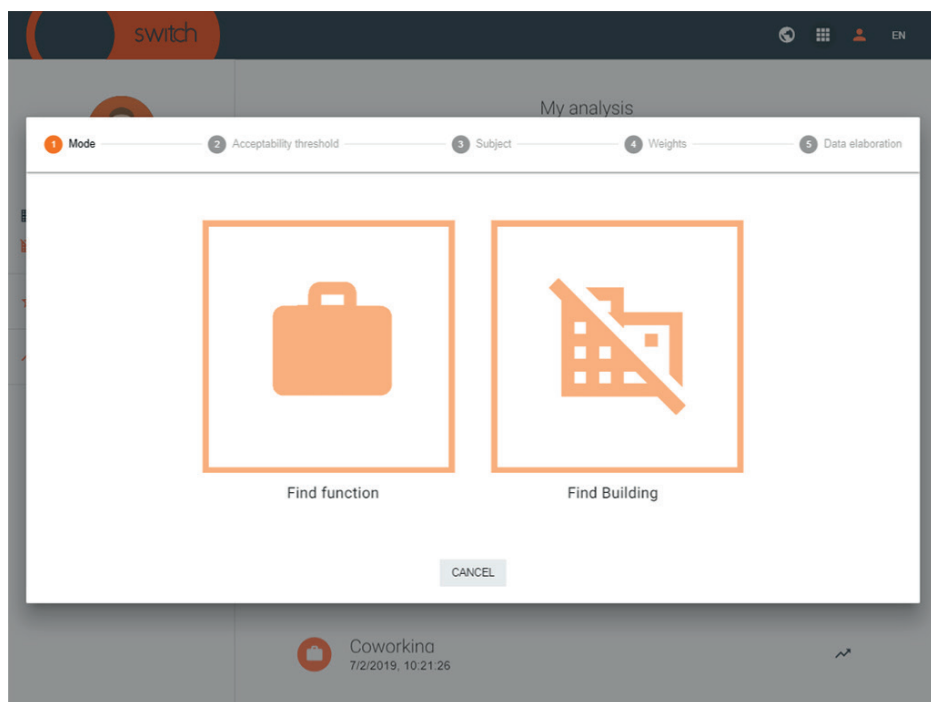 switch
EN
My analysis
1 Mode
2 Acceptability threshold
3 Subject
4 Weights
5 Data elaboration
Find function
Find Building
CANCEL
Coworking
7/2/2019, 10:21:26